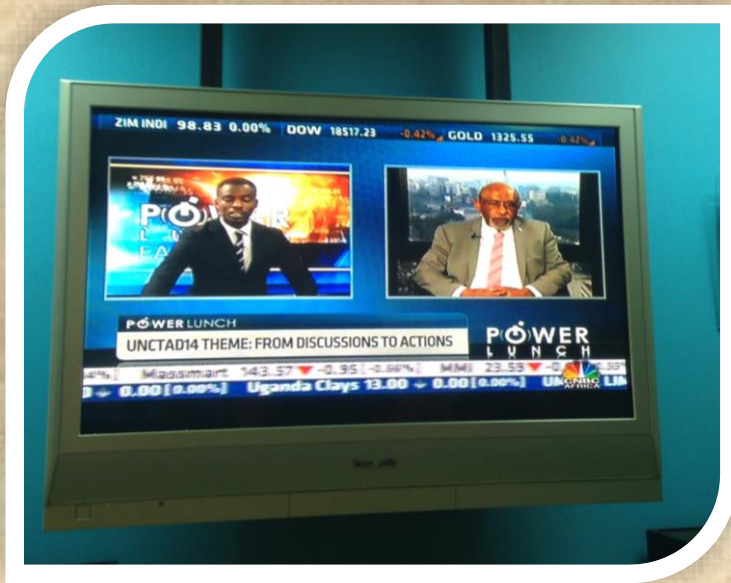 ZIM INDI 98.83 0.00% DOW 18517.23 -0.42% GOLD 1325.55 -0.42%
POWER
POWER LUNCH
UNCTAD14 THEME: FROM DISCUSSIONS TO ACTIONS
POWER
LUNCH
Massmart 143.57 -0.95 [-0.66%] MMI 23.59
0.00 [0.00%] Uganda Clays 13.00 0.00 [0.00%]
CNBC
AFRICA